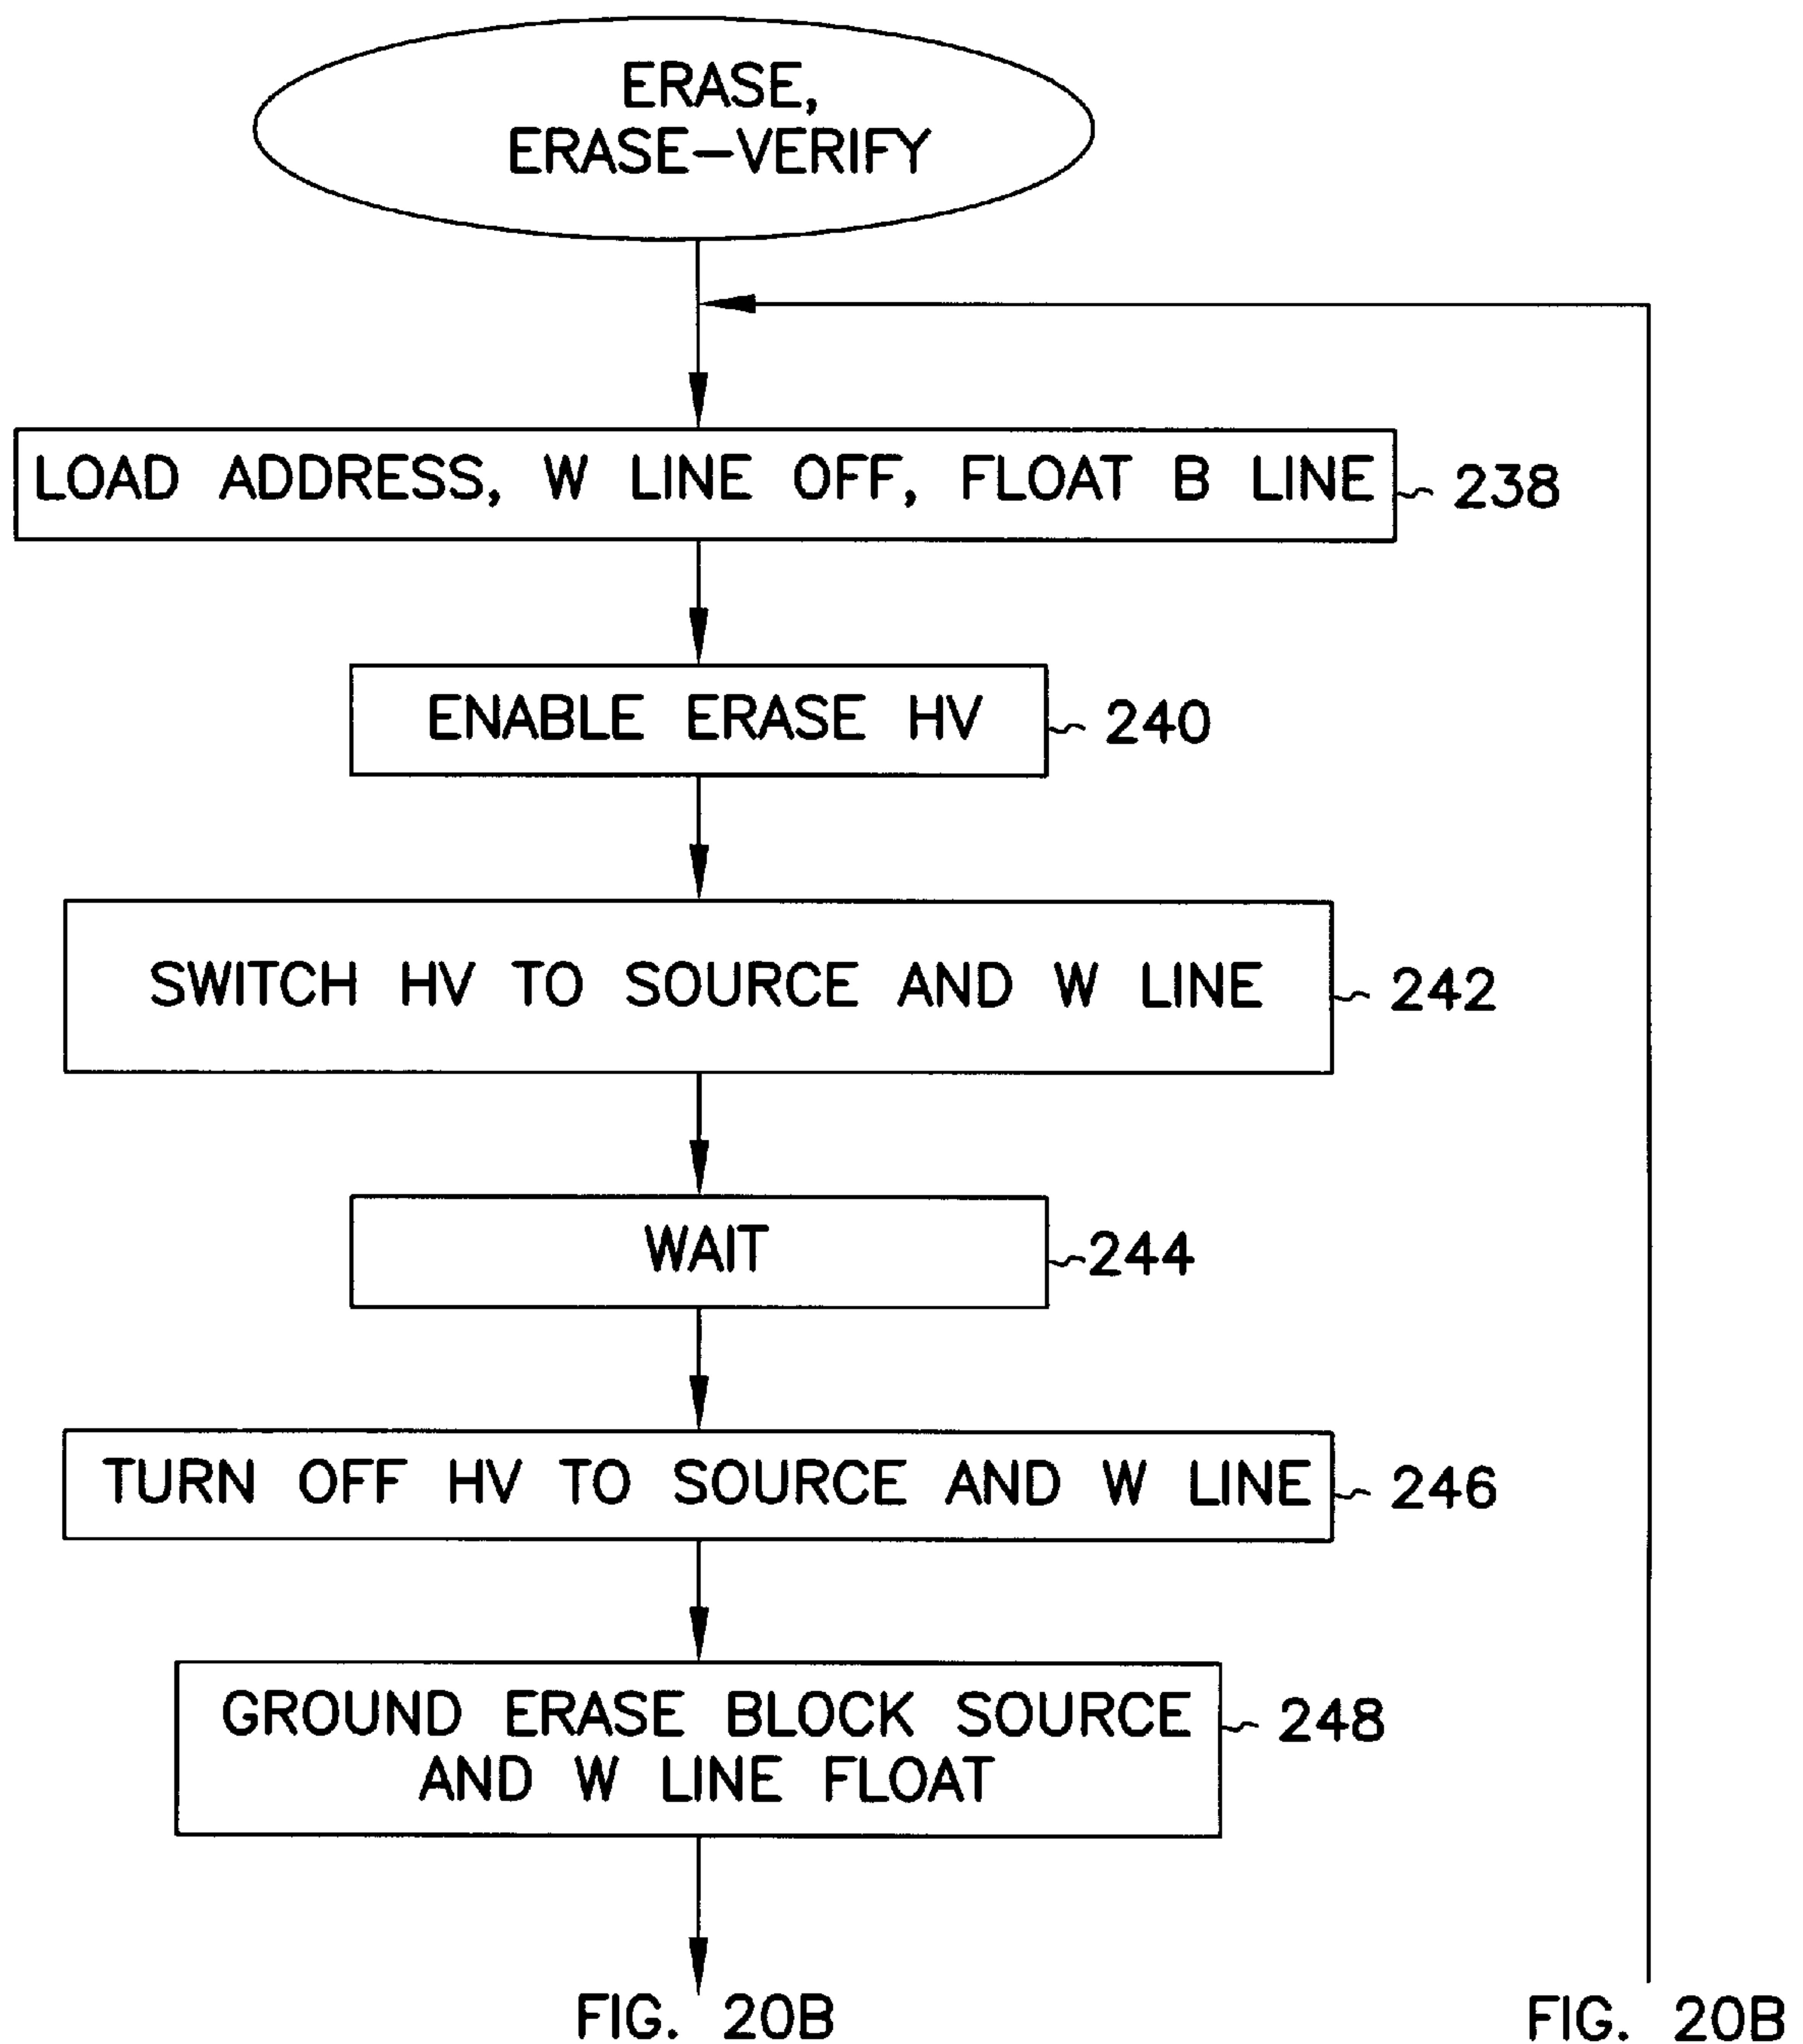 ERASE,
ERASE-VERIFY
LOAD ADDRESS, W LINE OFF, FLOAT B LINE
238
ENABLE ERASE HV
240
SWITCH HV TO SOURCE AND W LINE
242
WAIT
244
TURN OFF HV TO SOURCE AND W LINE
246
GROUND ERASE BLOCK SOURCE
AND W LINE FLOAT
248
FIG. 20B
FIG. 20B